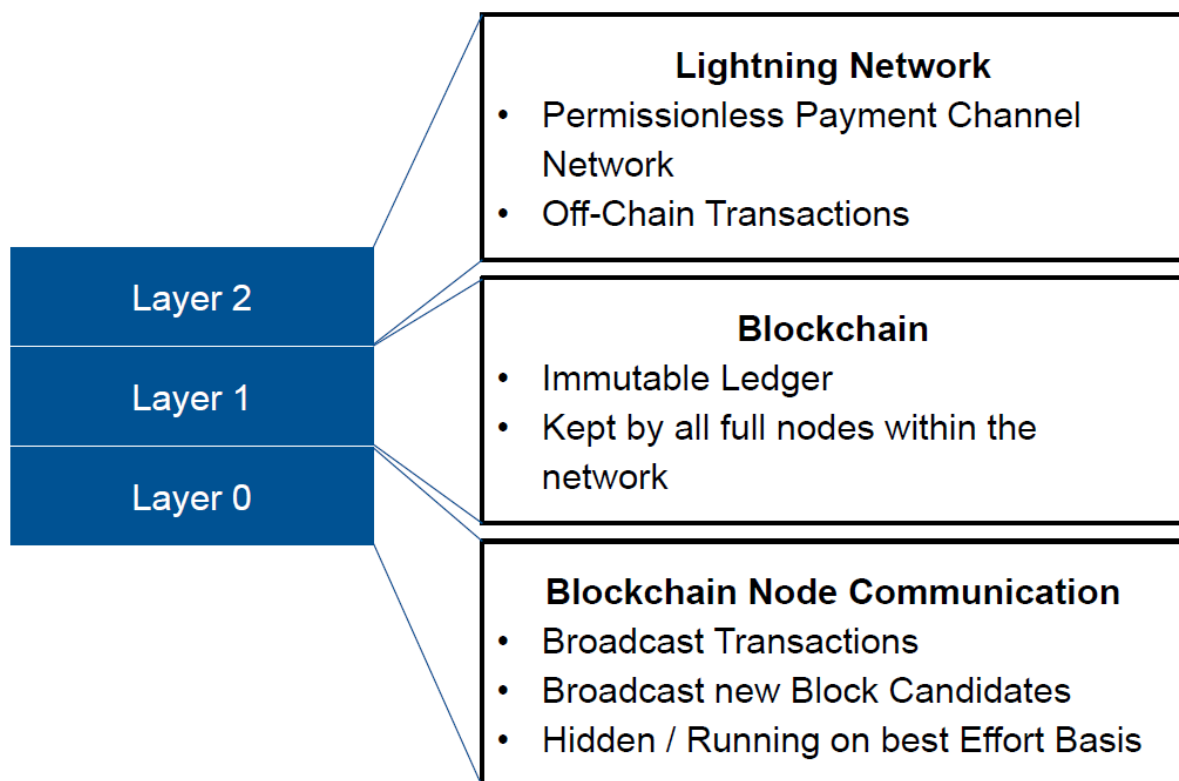 Lightning Network
• Permissionless Payment Channel
Network
• Off-Chain Transactions
Layer 2
Blockchain
• Immutable Ledger
• Kept by all full nodes within the
network
Layer 1
Layer 0
Blockchain Node Communication
• Broadcast Transactions
• Broadcast new Block Candidates
• Hidden / Running on best Effort Basis